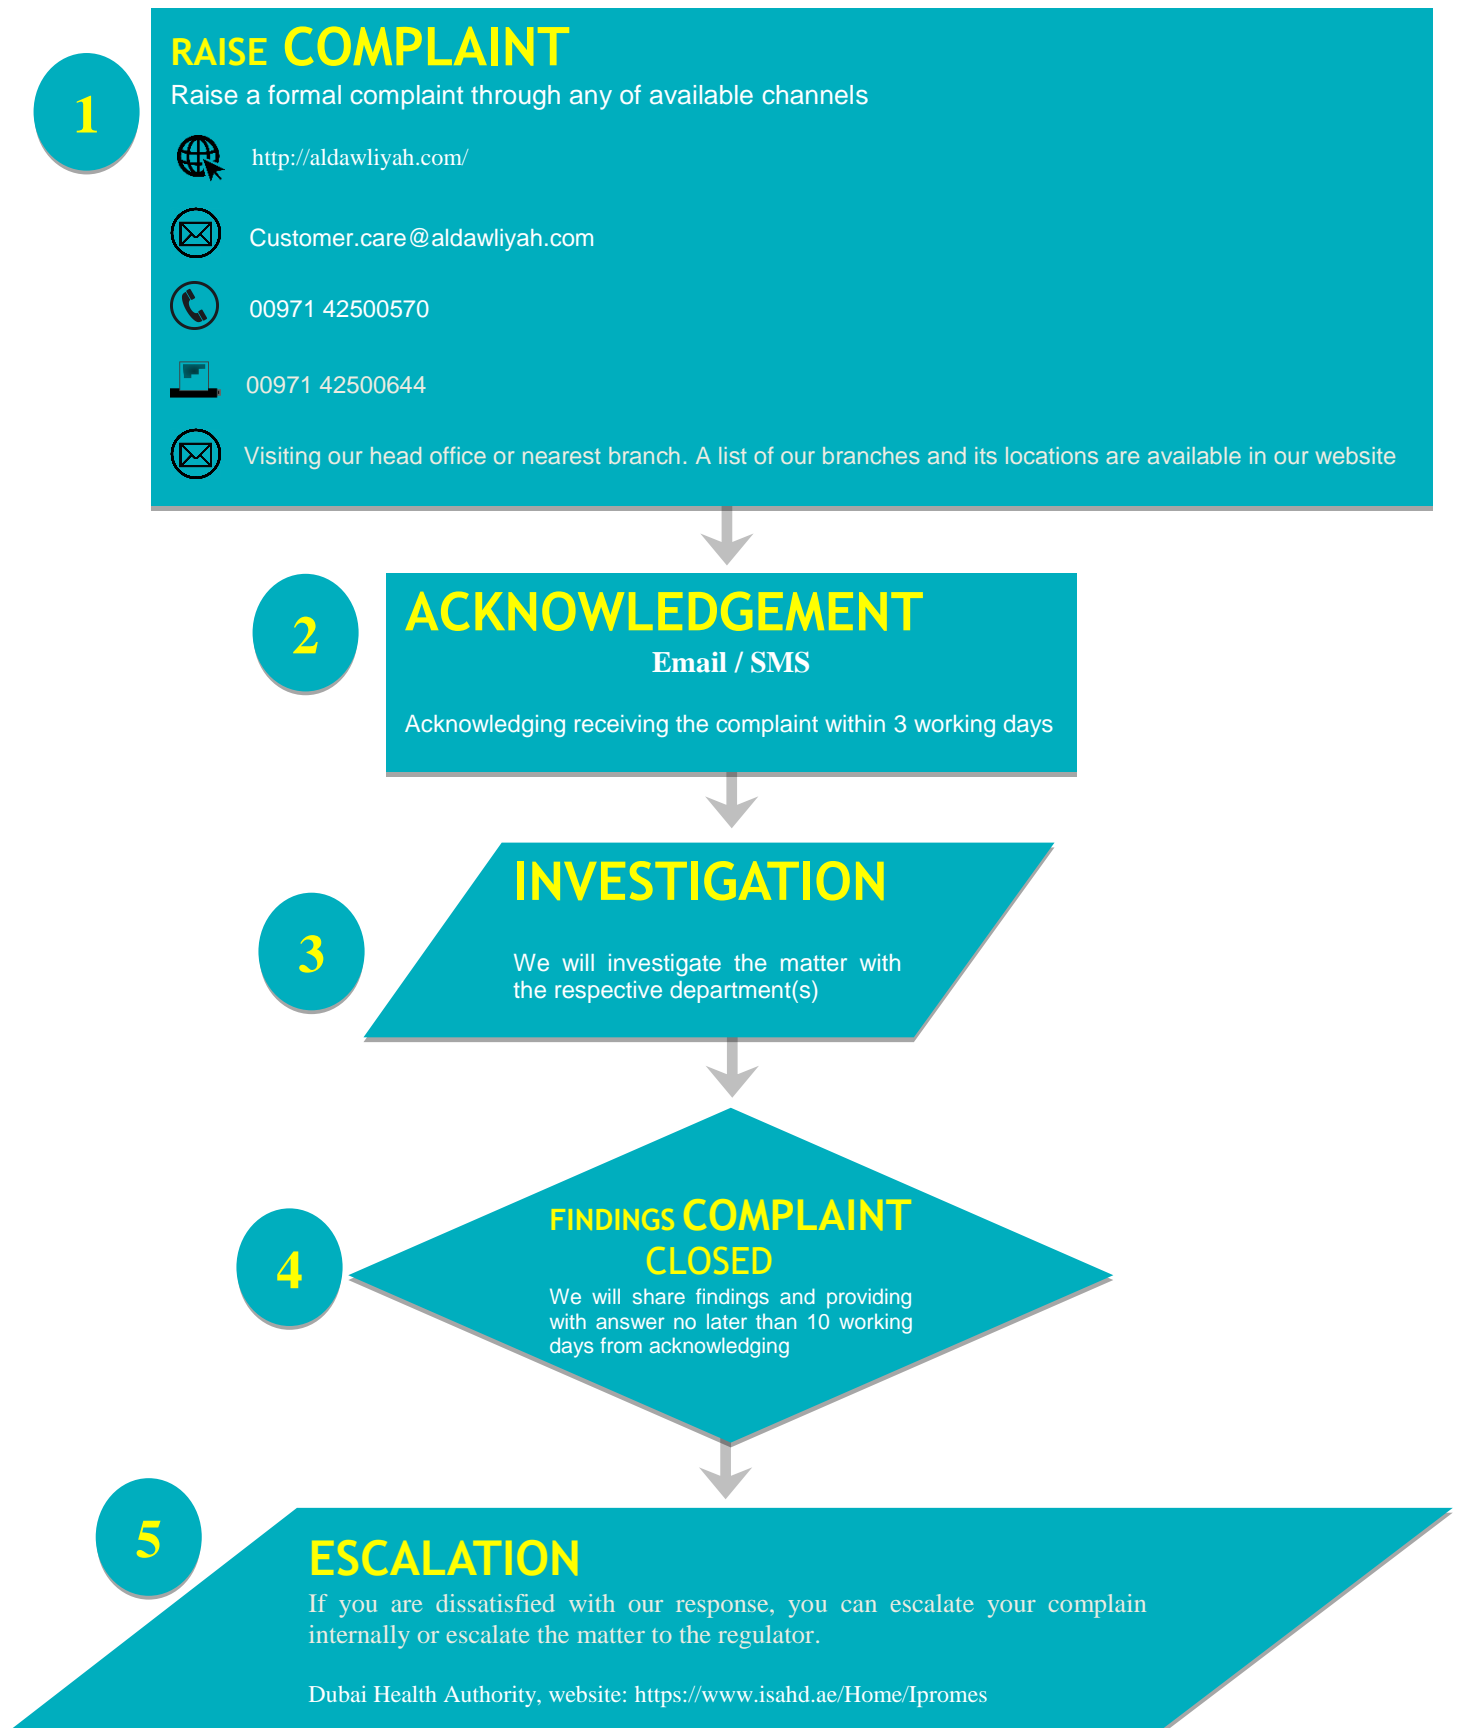 1
RAISE COMPLAINT
Raise a formal complaint through any of available channels
http://aldawliyah.com/
Customer.care@aldawliyah.com
00971 42500570
00971 42500644
Visiting our head office or nearest branch. A list of our branches and its locations are available in our website
2
ACKNOWLEDGEMENT
Email / SMS
Acknowledging receiving the complaint within 3 working days
3
INVESTIGATION
We will investigate the matter with
the respective department(s)
4
FINDINGS COMPLAINT
CLOSED
We will share findings and providing
with answer no later than 10 working
days from acknowledging
5
ESCALATION
If you are dissatisfied with our response, you can escalate your complain
internally or escalate the matter to the regulator.
Dubai Health Authority, website: https://www.isahd.ae/Home/Ipromes